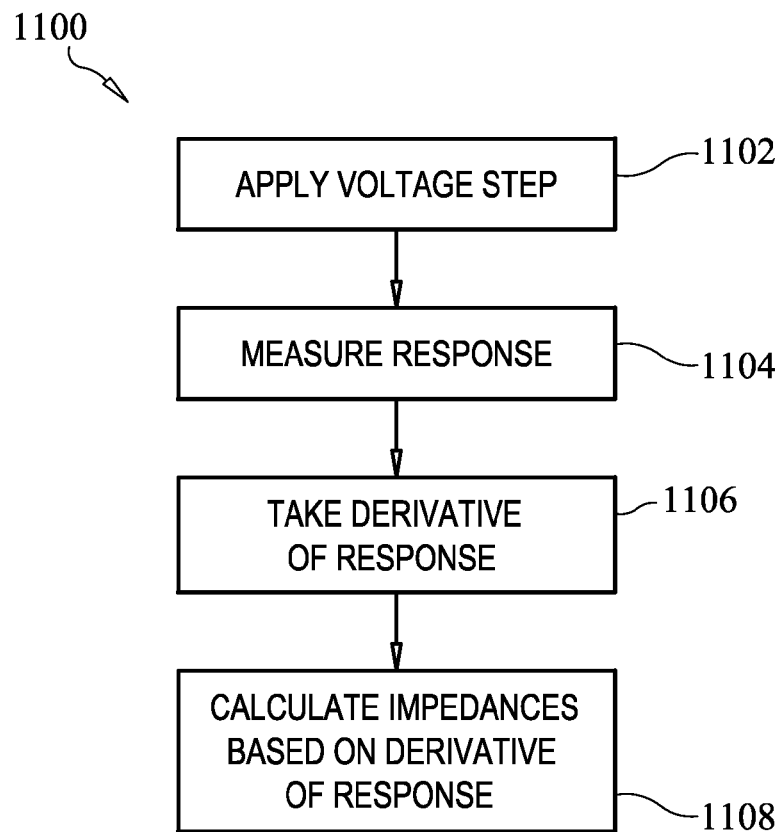 1100
APPLY VOLTAGE STEP
1102
MEASURE RESPONSE
1104
TAKE DERIVATIVE
OF RESPONSE
1106
CALCULATE IMPEDANCES
BASED ON DERIVATIVE
OF RESPONSE
1108